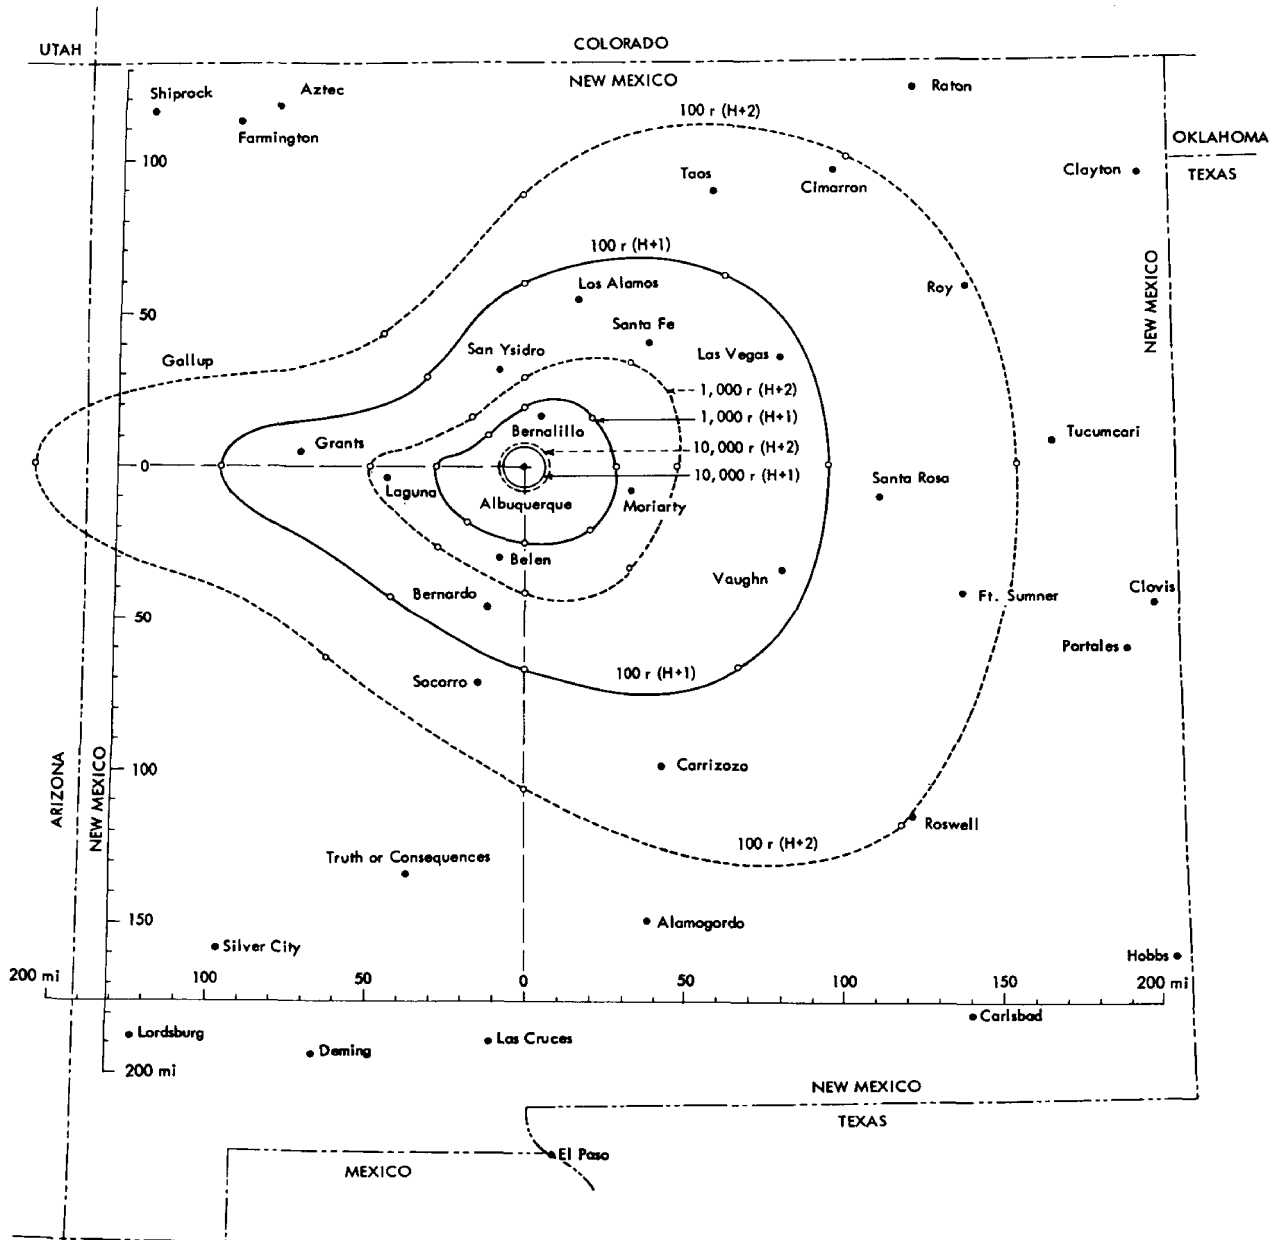 UTAH
COLORADO
NEW MEXICO
Shiprock
Aztec
Farmington
100 r (H+2)
Raton
OKLAHOMA
TEXAS
100
Taos
Cimarron
Clayton
100 r (H+1)
Los Alamos
Roy
NEW MEXICO
50
Santa Fe
San Ysidro
Las Vegas
Gallup
1,000 r (H+2)
1,000 r (H+1)
Bernalillo
Tucumcari
Grants
10,000 r (H+2)
0
10,000 r (H+1)
Santa Rosa
Laguna
Albuquerque
Moriarty
Belen
Vaughn
Bernardo
Ft. Sumner
Clovis
50
Portales
100 r (H+1)
Socorro
100
Carrizozo
ARIZONA
NEW MEXICO
Roswell
100 r (H+2)
Truth or Consequences
150
Alamogordo
Silver City
Hobbs
200 mi
100
50
0
50
100
150
200 mi
Carlsbad
Lordsburg
Las Cruces
Deming
200 mi
NEW MEXICO
TEXAS
El Paso
MEXICO